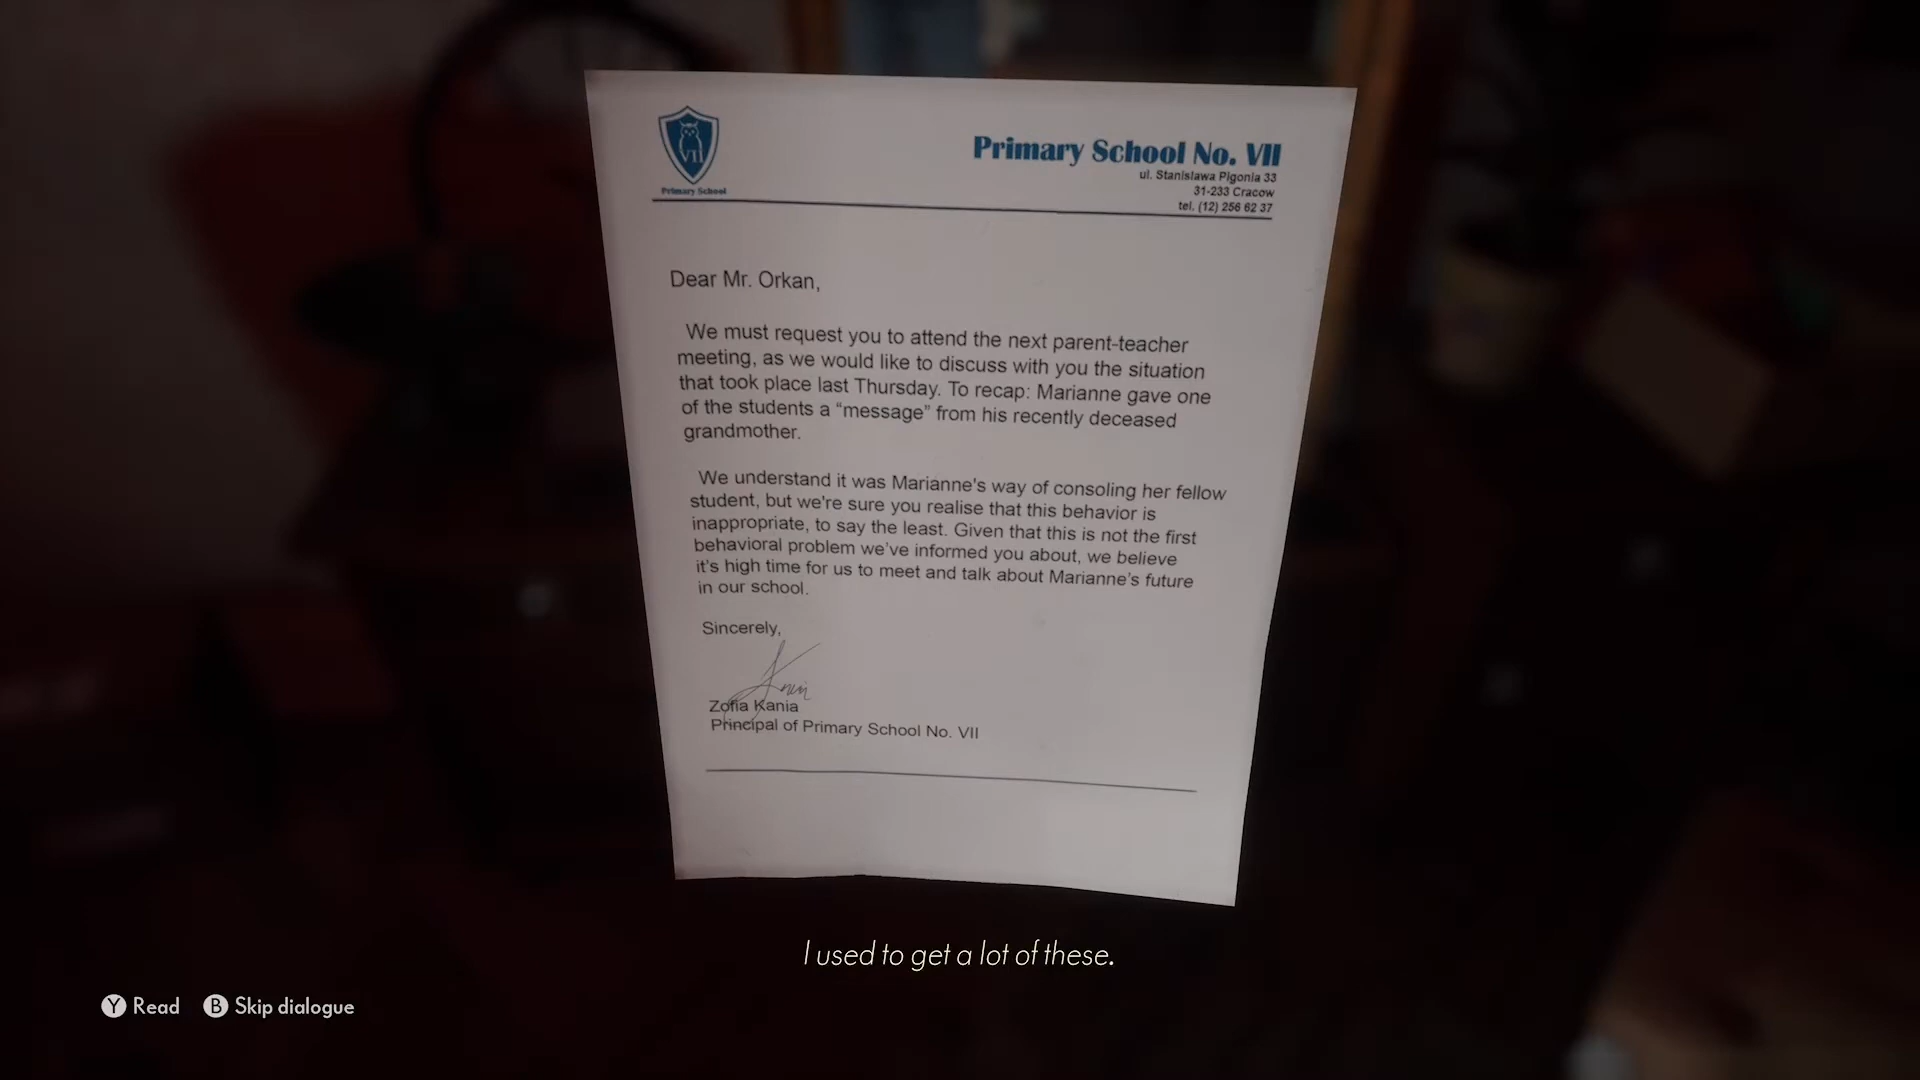 VII
Primary School
Primary School No. VII
ul. Stanislawa Pigonia 33
31-233 Cracow
tel. (12) 256 62 37
Dear Mr. Orkan,
We must request you to attend the next parent-teacher
meeting, as we would like to discuss with you the situation
that took place last Thursday. To recap: Marianne gave one
of the students a “message” from his recently deceased
grandmother.
We understand it was Marianne's way of consoling her fellow
student, but we're sure you realise that this behavior is
inappropriate, to say the least. Given that this is not the first
behavioral problem we've informed you about, we believe
it's high time for us to meet and talk about Marianne's future
in our school.
Sincerely,
Zofia Kania
Principal of Primary School No. VII
I used to get a lot of these.
Y Read B Skip dialogue